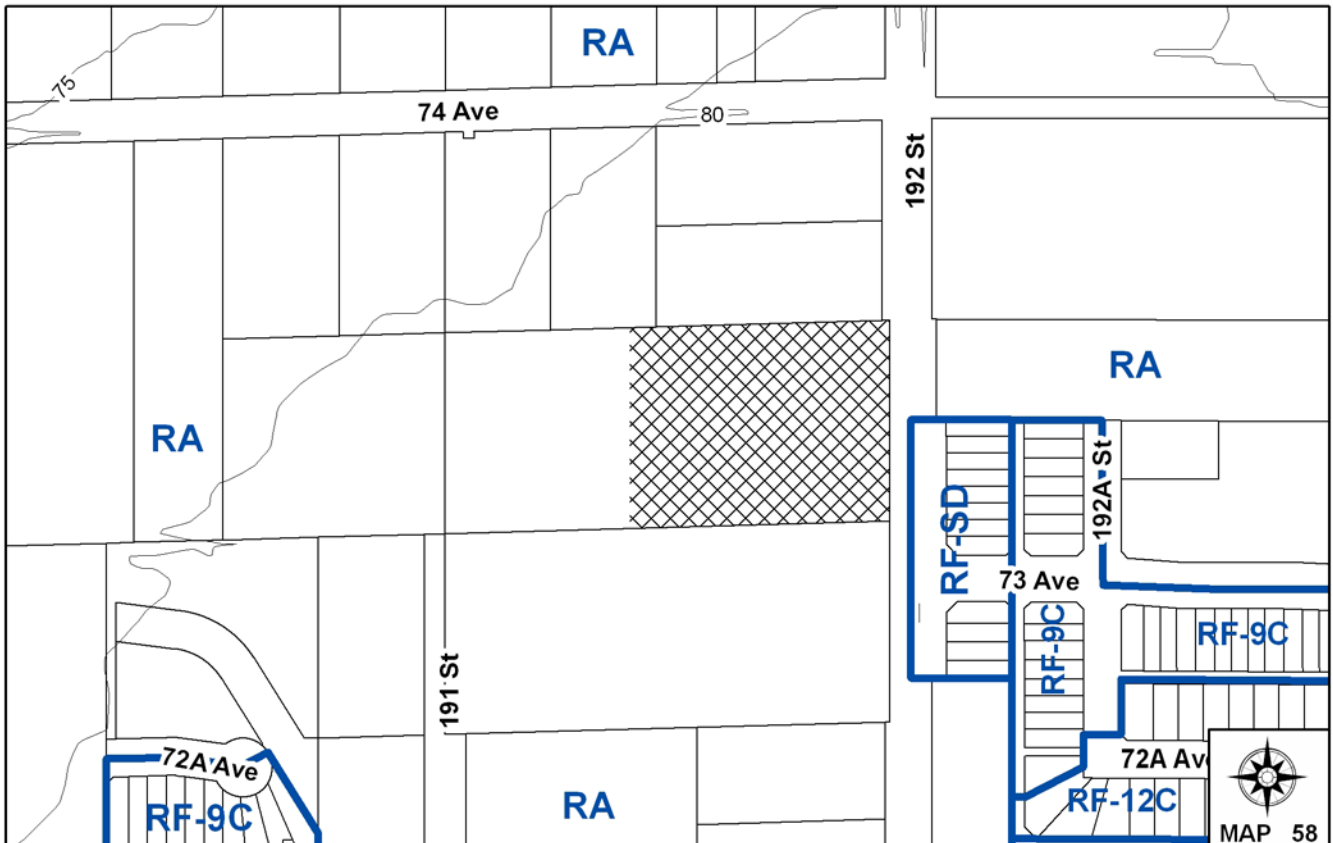 RA
75
74 Ave
80
192 St
RA
RA
192A St
RF-SD
73 Ave
RF-9C
RF-9C
191 St
72A Ave
72A Av
RF-9C
RA
RF-12C
MAP 58